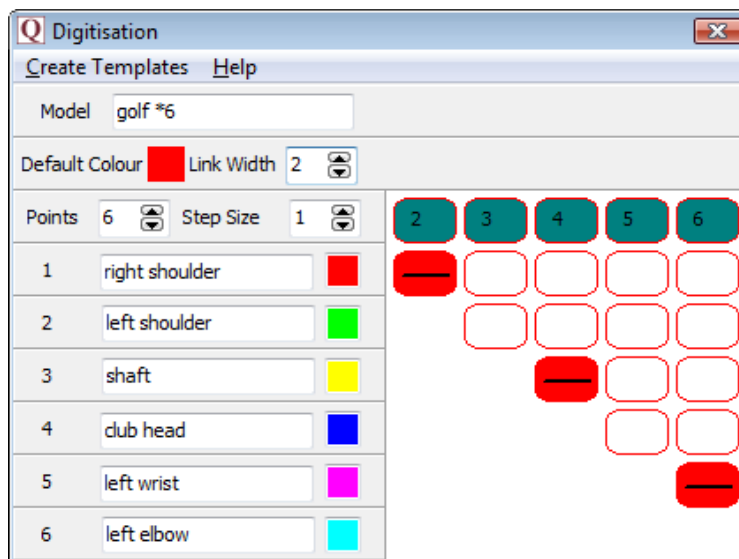 Q Digitisation
Create Templates Help
Model golf *6
Default Colour Link Width 2
Points 6 Step Size 1 2 3 4 5 6
1 right shoulder
2 left shoulder
3 shaft
4 club head
5 left wrist
6 left elbow